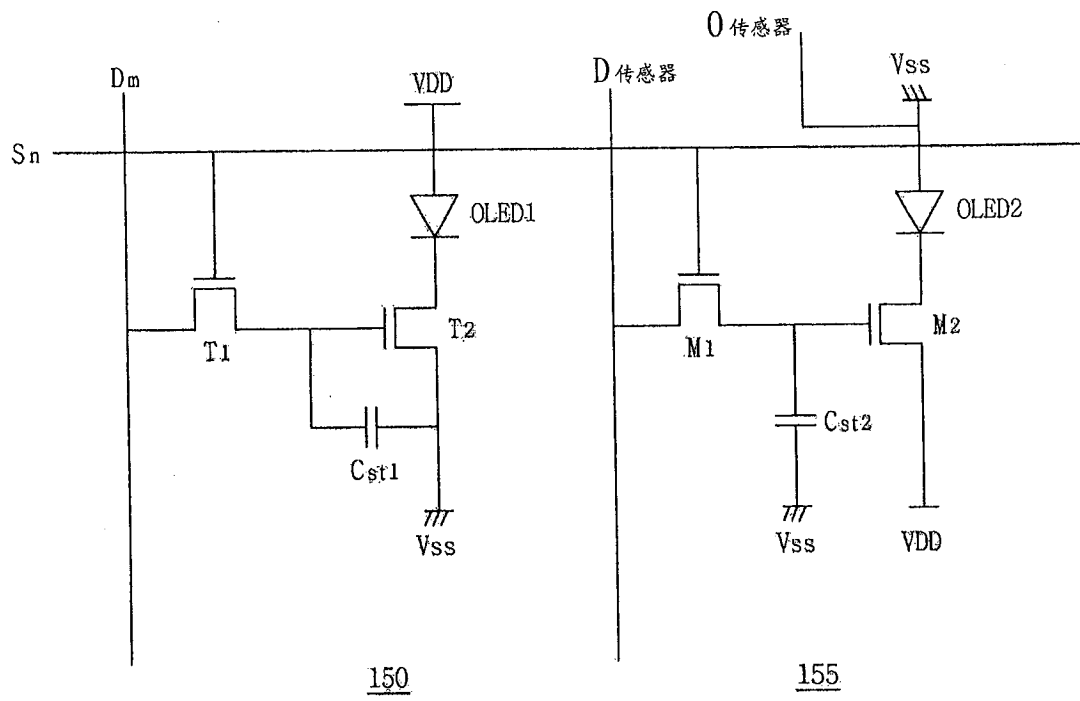 O传感器
Dm
VDD
D传感器
Vss
Sn
OLED1
OLED2
T1
T2
M1
M2
Cst1
Cst2
Vss
Vss
VDD
150
155